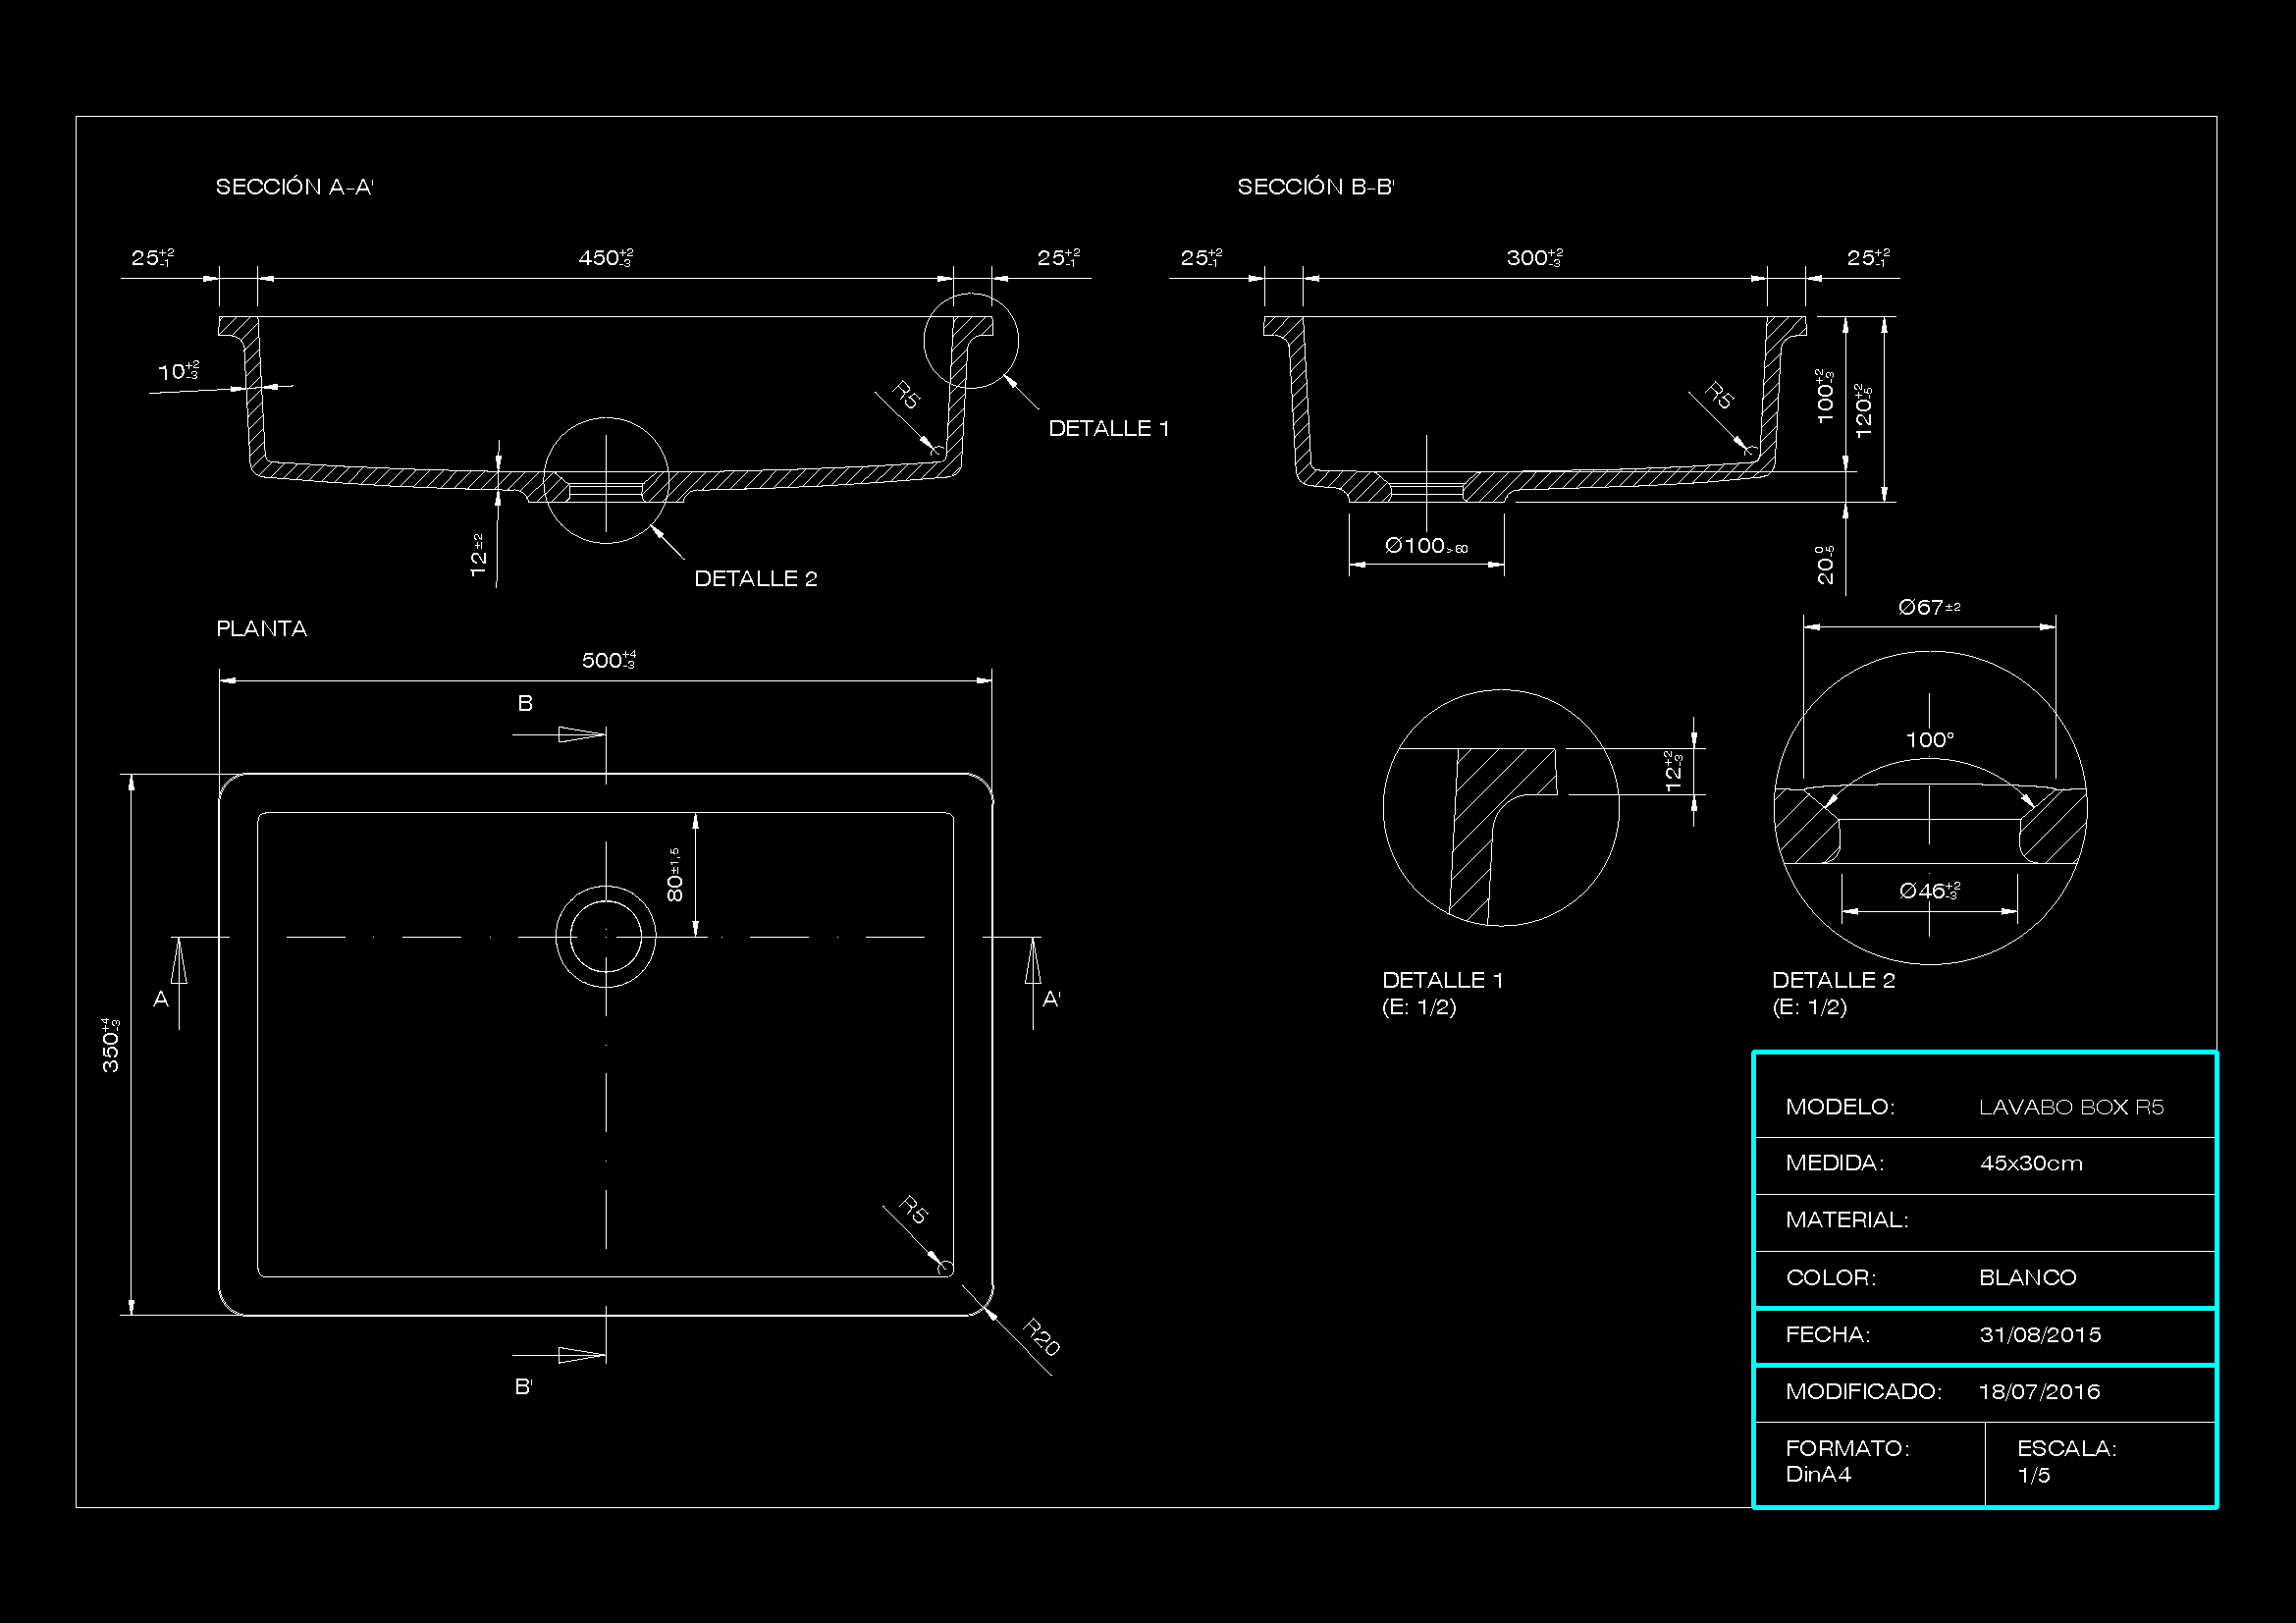 SECCIÓN A-A'
SECCIÓN B-B'
25+2-1
450+2-3
25+2-1
25+2-1
300+2-3
25+2-1
10+2-3
R5
DETALLE 1
R5
100+2-3
120+2-5
12±2
DETALLE 2
Ø100>60
20 0-5
PLANTA
500+4-3
B
Ø67±2
100°
12+2-3
80±1,5
Ø46+2-3
A
A'
350+4-3
DETALLE 1
(E: 1/2)
DETALLE 2
(E: 1/2)
R5
R20
B'
MODELO: LAVABO BOX R5
MEDIDA: 45x30cm
MATERIAL:
COLOR: BLANCO
FECHA: 31/08/2015
MODIFICADO: 18/07/2016
FORMATO: ESCALA:
DinA4 1/5